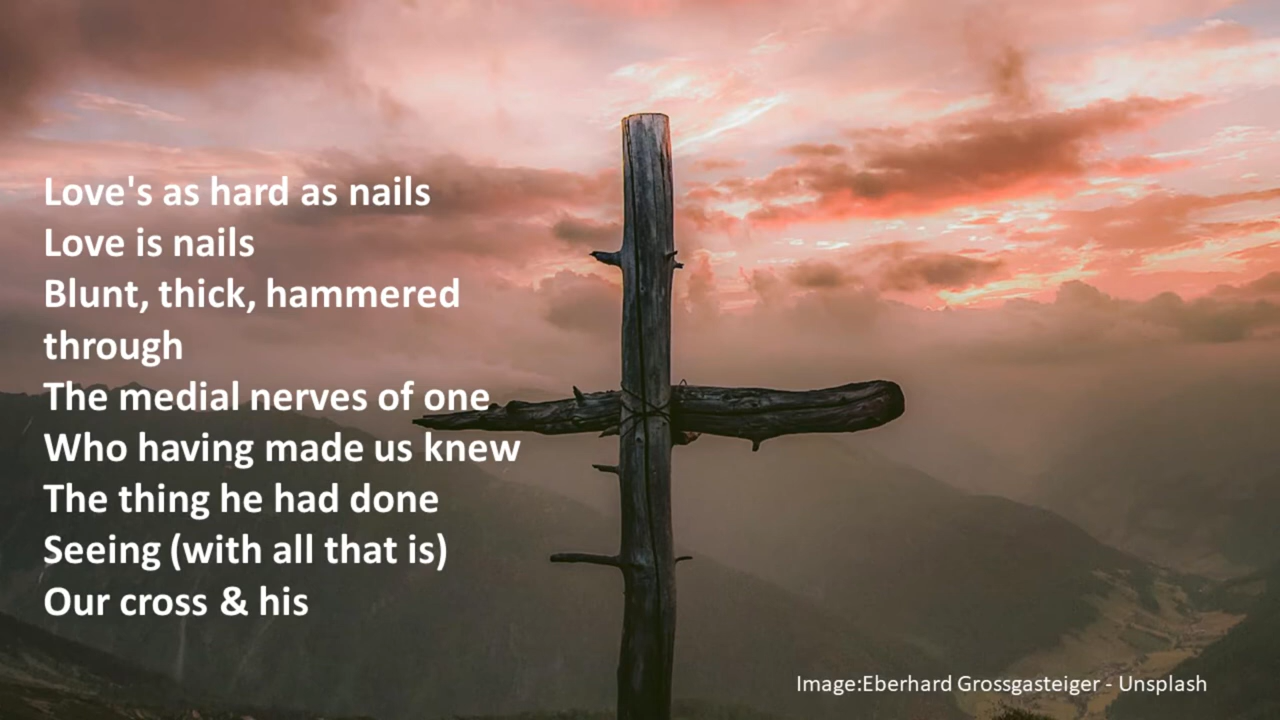 Love's as hard as nails
Love is nails
Blunt, thick, hammered
through
The medial nerves of one
Who having made us knew
The thing he had done
Seeing (with all that is)
Our cross & his
Image:Eberhard Grossgasteiger - Unsplash